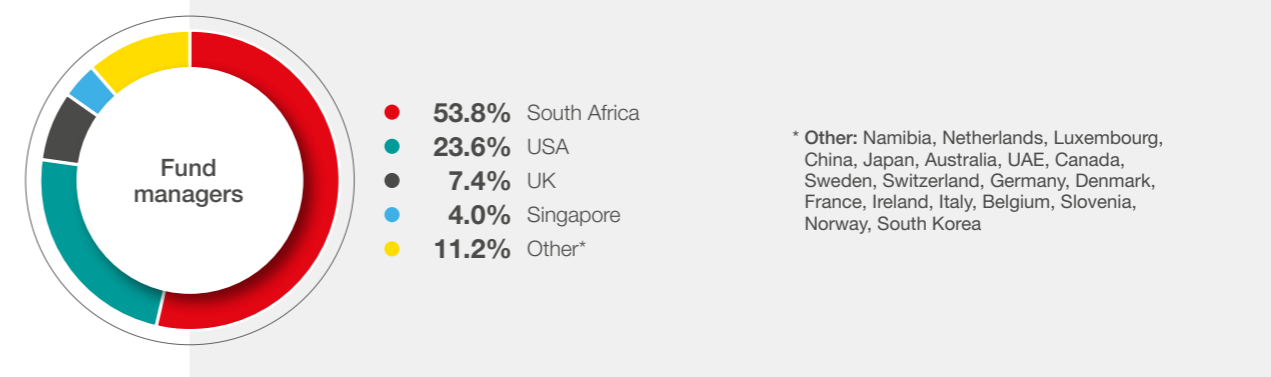 Fund
managers
53.8% South Africa
23.6% USA
7.4% UK
4.0% Singapore
11.2% Other*
* Other: Namibia, Netherlands, Luxembourg,
China, Japan, Australia, UAE, Canada,
Sweden, Switzerland, Germany, Denmark,
France, Ireland, Italy, Belgium, Slovenia,
Norway, South Korea